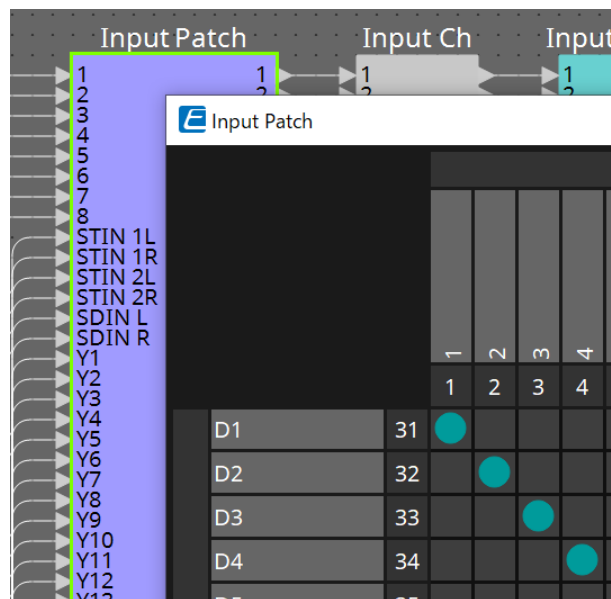 Input Patch
Input Ch
Input
1
2
3
4
5
6
7
8
STIN 1L
STIN 1R
STIN 2L
STIN 2R
SDIN L
SDIN R
Y1
Y2
Y3
Y4
Y5
Y6
Y7
Y8
Y9
Y10
Y11
Y12
1
1
2
1
Input Patch
1 2 3 4
1 2 3 4
D1 31
D2 32
D3 33
D4 34